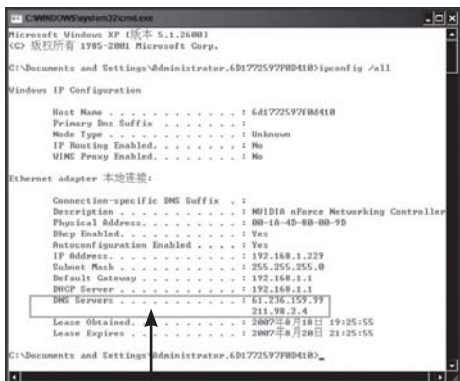 C:\WINDOWS\system32\cmd.exe
Microsoft Windows XP [版本 5.1.2600]
(C) 版权所有 1985-2001 Microsoft Corp.
C:\Documents and Settings\Administrator.6D1772597F0D410>ipconfig /all
Windows IP Configuration
Host Name . . . . . . . . . . . . : 6d1772597f0d410
Primary Dns Suffix . . . . . . . :
Node Type . . . . . . . . . . . . : Unknown
IP Routing Enabled. . . . . . . . : No
WINS Proxy Enabled. . . . . . . . : No
Ethernet adapter 本地连接:
Connection-specific DNS Suffix . :
Description . . . . . . . . . . . : NVIDIA nForce Networking Controller
Physical Address. . . . . . . . . : 00-1A-4D-80-00-9D
Dhcp Enabled. . . . . . . . . . . : Yes
Autoconfiguration Enabled . . . . : Yes
IP Address. . . . . . . . . . . . : 192.168.1.229
Subnet Mask . . . . . . . . . . . : 255.255.255.0
Default Gateway . . . . . . . . . : 192.168.1.1
DHCP Server . . . . . . . . . . . : 192.168.1.1
DNS Servers . . . . . . . . . . . : 61.236.159.99
211.98.2.4
Lease Obtained. . . . . . . . . . : 2007年8月18日 19:25:55
Lease Expires . . . . . . . . . . : 2007年8月20日 21:25:55
C:\Documents and Settings\Administrator.6D1772597F0D410>_